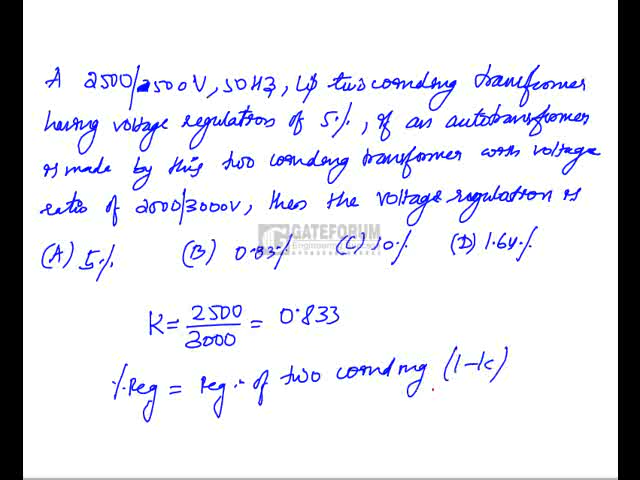 A 2500/2500V, 50Hz, 1φ two winding transformer
having voltage regulation of 5%, if an autotransformer
is made by this two winding transformer with voltage
ratio of 2500/3000V, then the voltage regulation is
GATEFORUM
(A) 5% (B) 0.83% (C) 10% (D) 1.64%
K = 2500/3000 = 0.833
% Reg = Reg. of two winding (1-k)